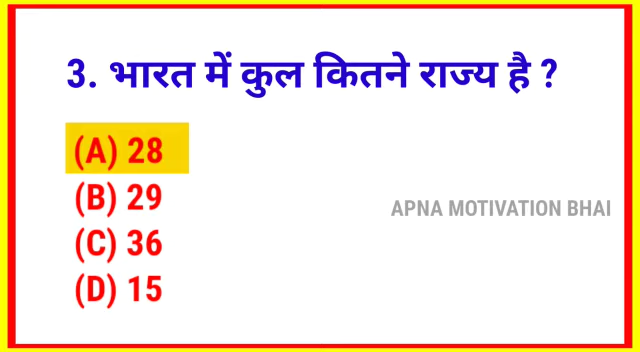 3. भारत में कुल कितने राज्य है ?
(A) 28
(B) 29
APNA MOTIVATION BHAI
(C) 36
(D) 15